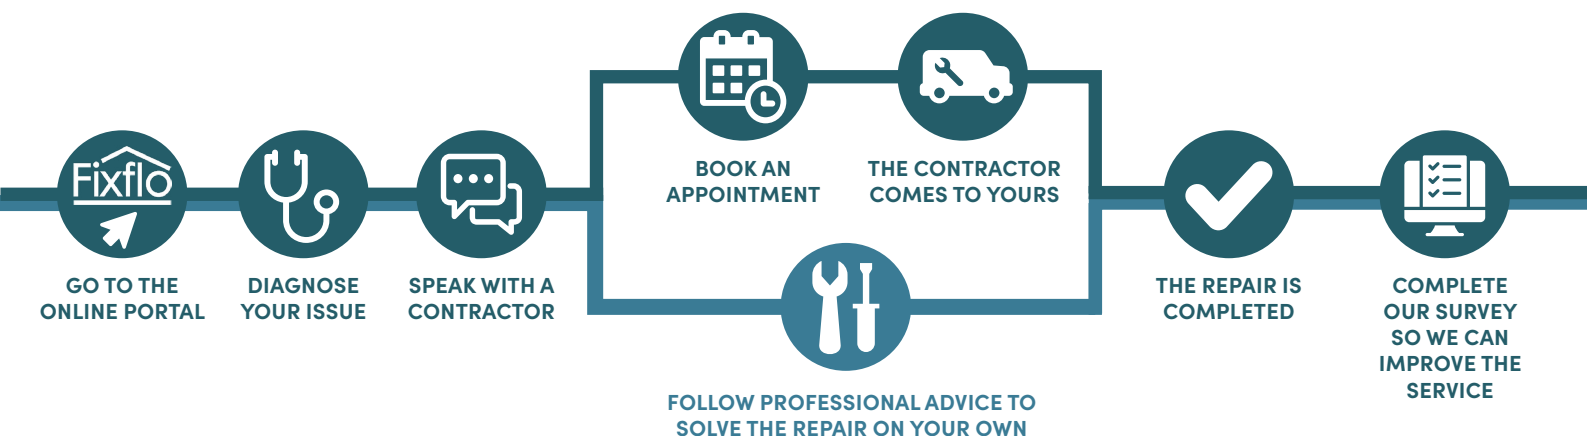 Fixflo
GO TO THE
ONLINE PORTAL
DIAGNOSE
YOUR ISSUE
SPEAK WITH A
CONTRACTOR
BOOK AN
APPOINTMENT
THE CONTRACTOR
COMES TO YOURS
FOLLOW PROFESSIONAL ADVICE TO
SOLVE THE REPAIR ON YOUR OWN
THE REPAIR IS
COMPLETED
COMPLETE
OUR SURVEY
SO WE CAN
IMPROVE THE
SERVICE